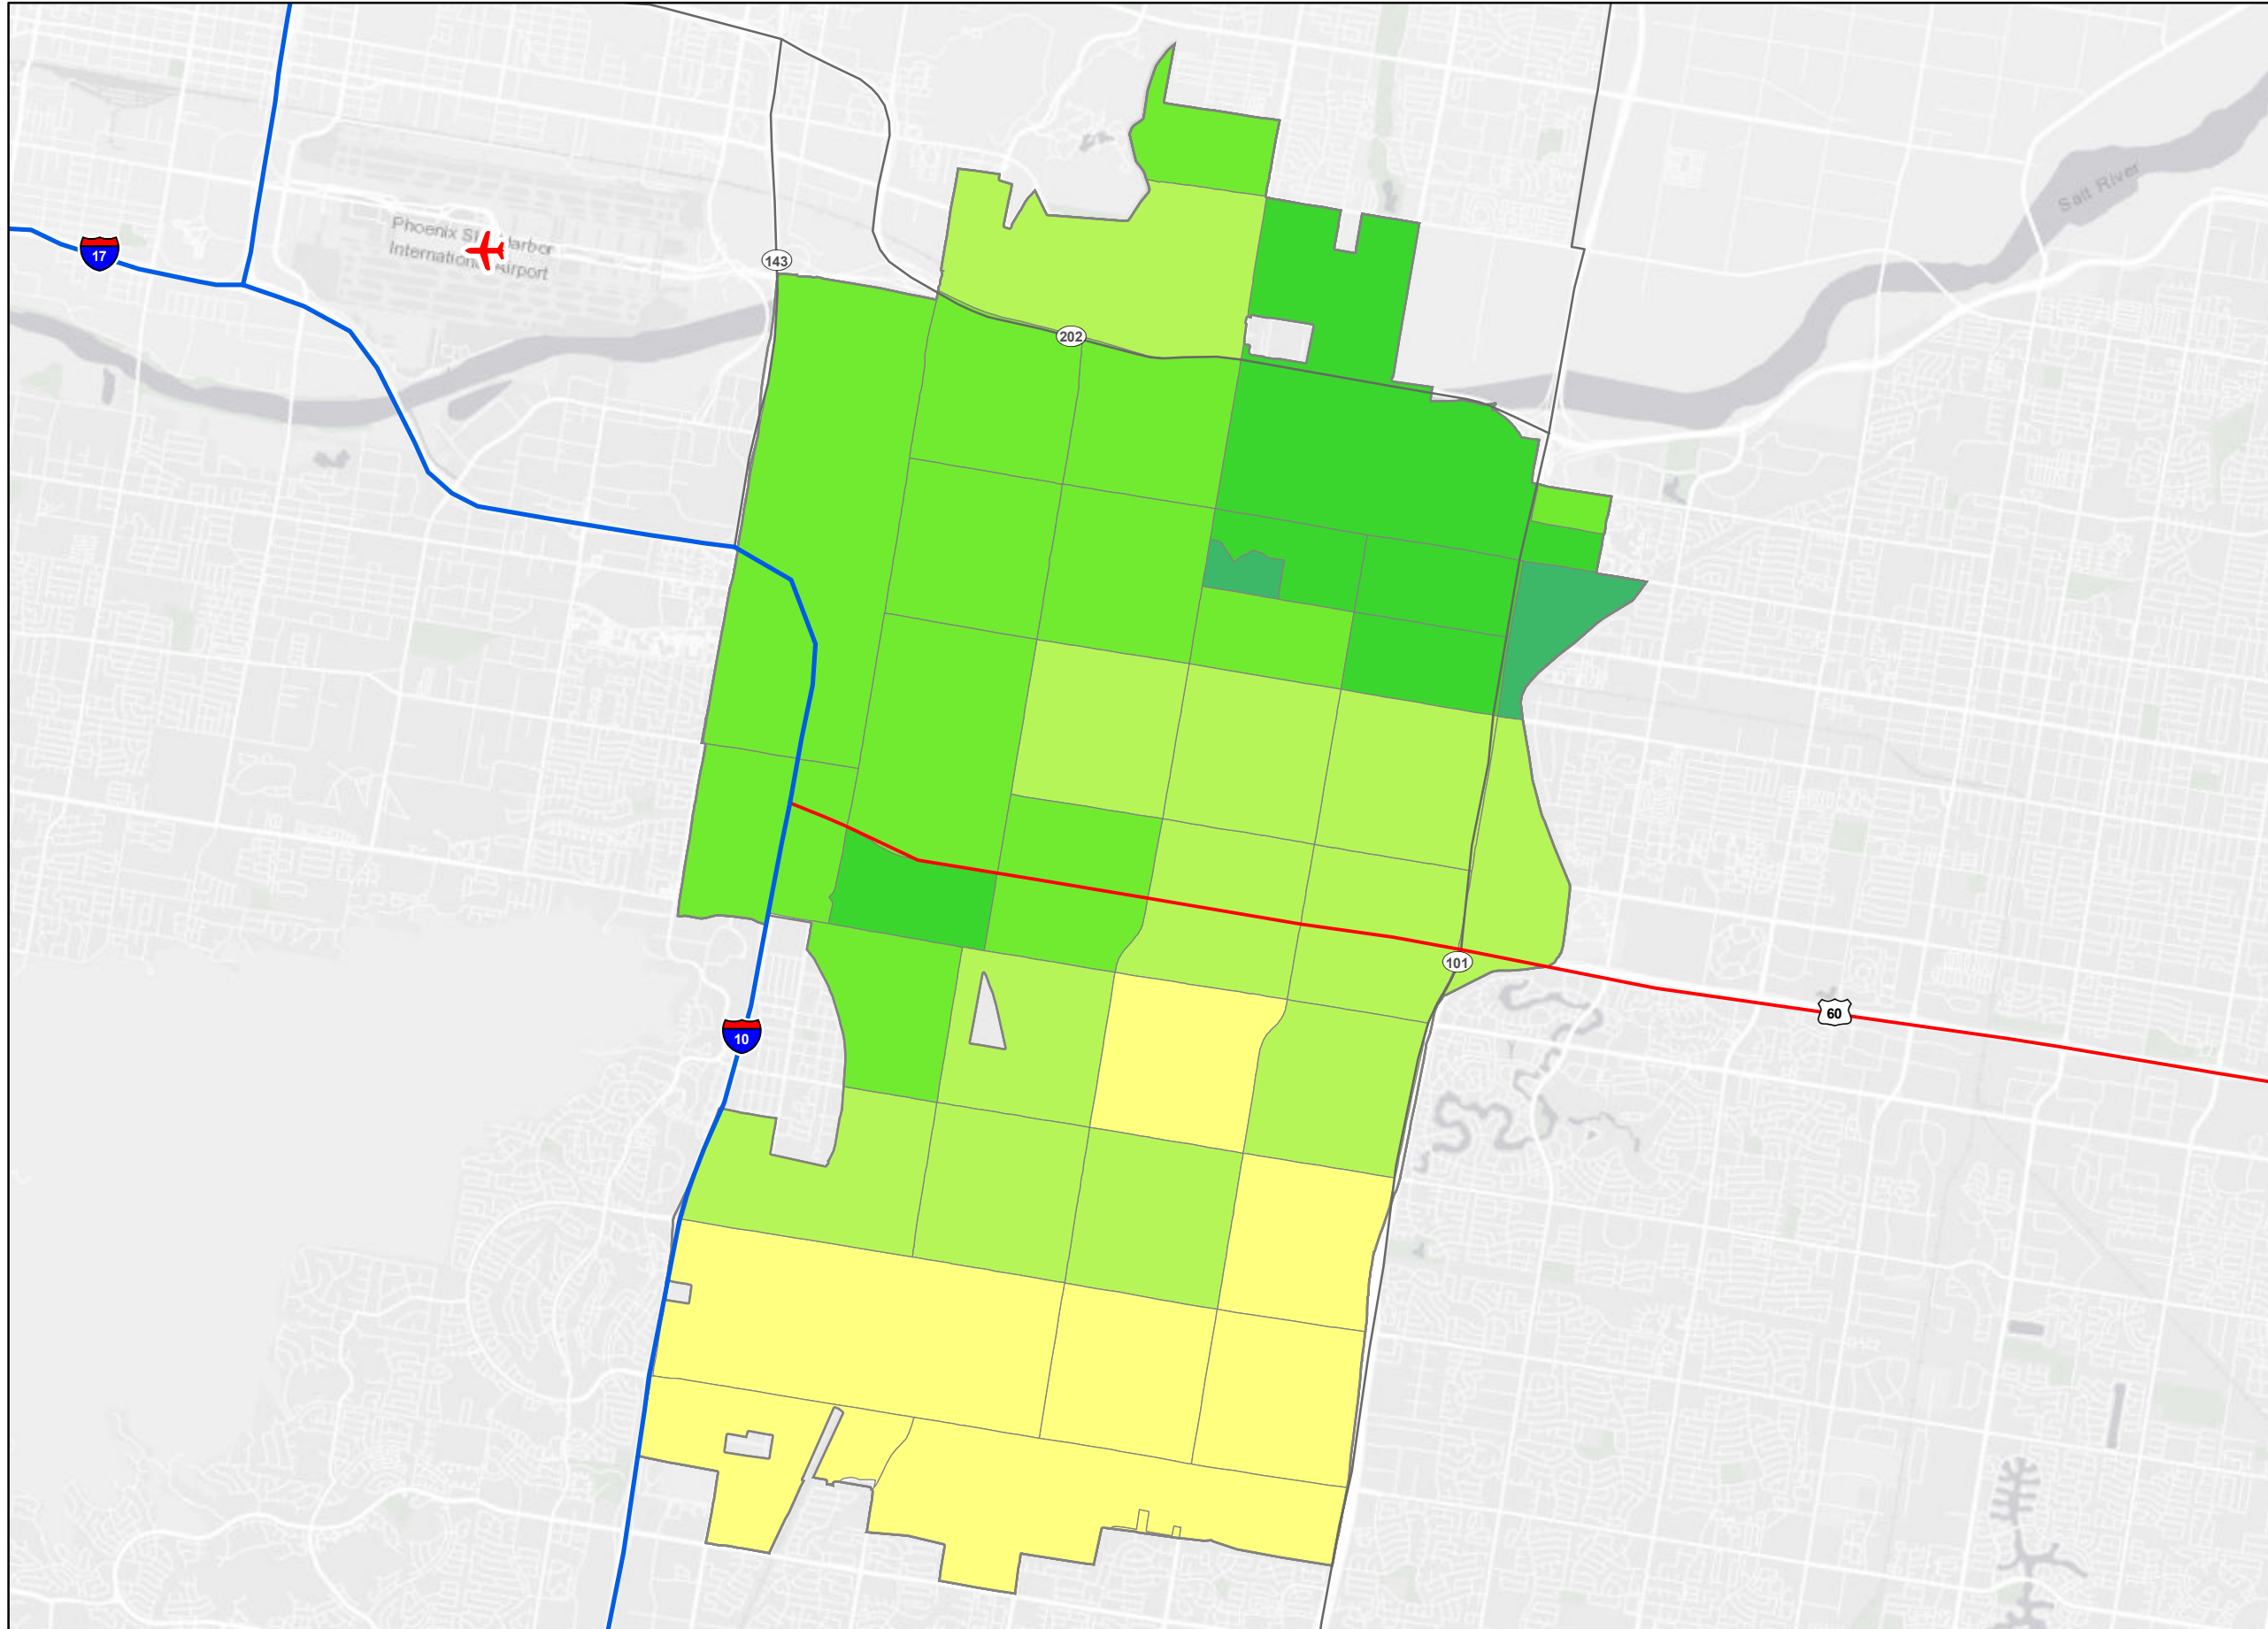 Salt River
Phoenix Sky Harbor
International Airport
17
143
202
101
60
10